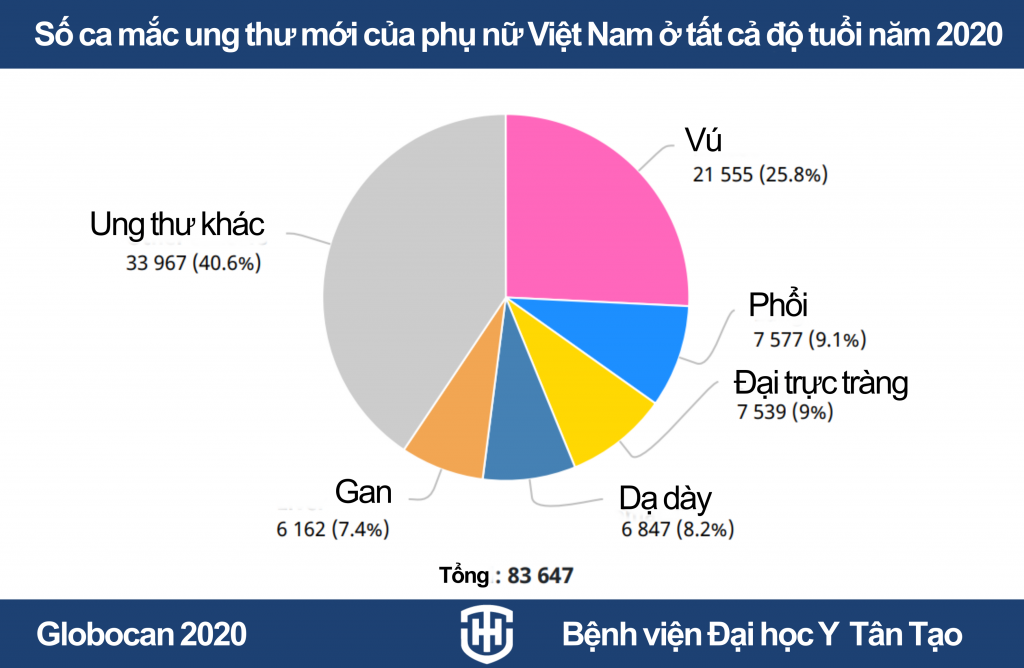 Số ca mắc ung thư mới của phụ nữ Việt Nam ở tất cả độ tuổi năm 2020
Vú
21 555 (25.8%)
Ung thư khác
33 967 (40.6%)
Phổi
7 577 (9.1%)
Đại trực tràng
7 539 (9%)
Gan
6 162 (7.4%)
Dạ dày
6 847 (8.2%)
Tổng : 83 647
Globocan 2020
Bệnh viện Đại học Y Tân Tạo